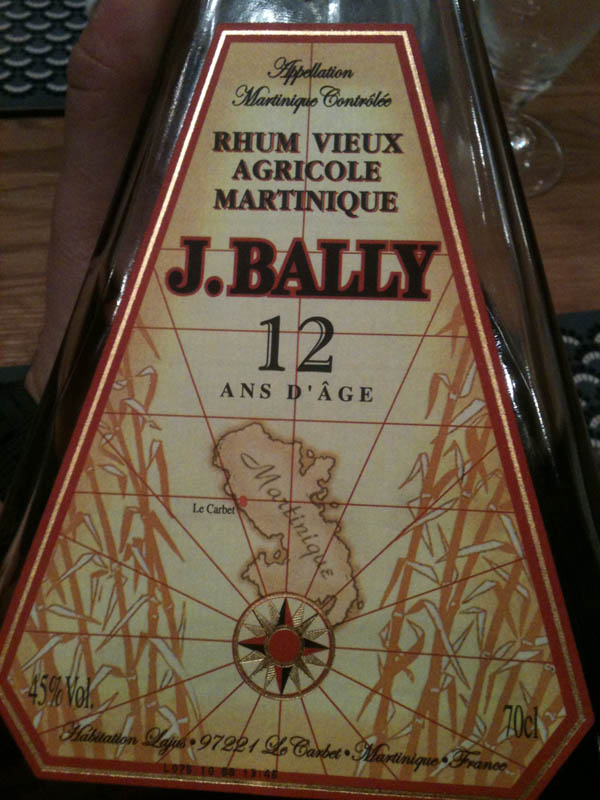 Appellation
Martinique Contrôlée
RHUM VIEUX
AGRICOLE
MARTINIQUE
J. BALLY
12
ANS D'ÂGE
Martinique
Le Carbet
45% Vol.
70cl
Habitation Lajus • 97221 Le Carbet • Martinique • France